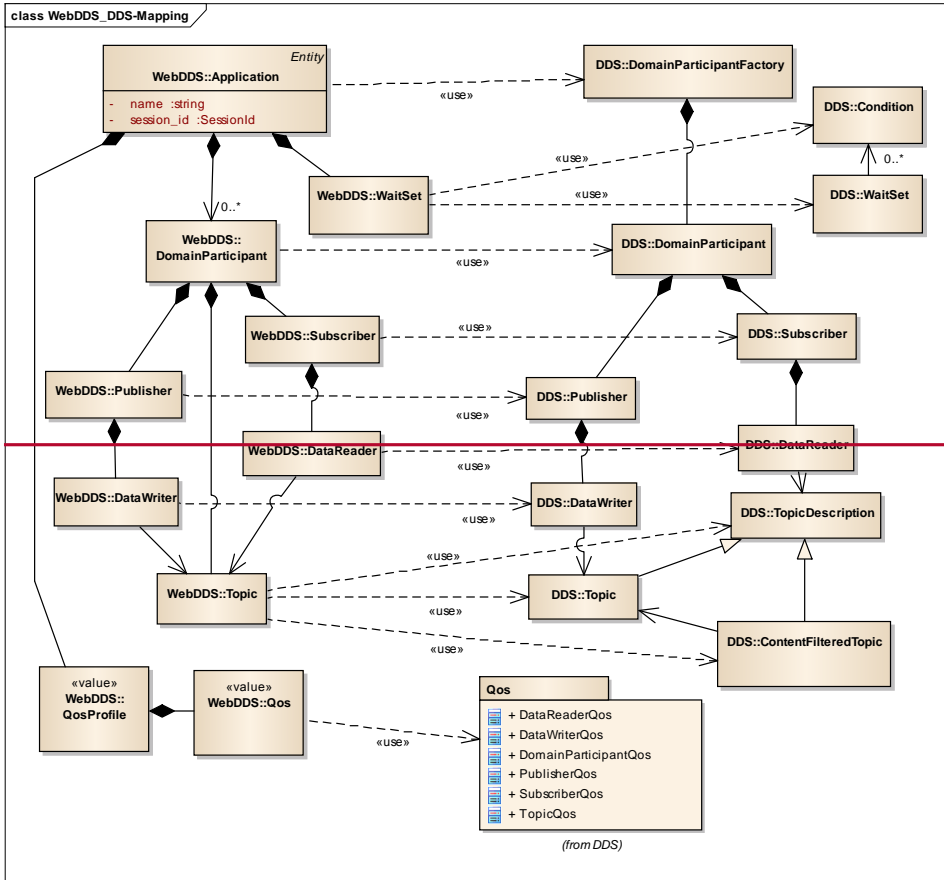 class WebDDS_DDS-Mapping
Entity
WebDDS::Application
- name :string
- session_id :SessionId
«use»
DDS::DomainParticipantFactory
DDS::Condition
«use»
0..*
WebDDS::WaitSet
«use»
DDS::WaitSet
0..*
WebDDS::
DomainParticipant
«use»
DDS::DomainParticipant
WebDDS::Subscriber
«use»
DDS::Subscriber
WebDDS::Publisher
«use»
DDS::Publisher
WebDDS::DataReader
«use»
DDS::DataReader
WebDDS::DataWriter
«use»
DDS::DataWriter
DDS::TopicDescription
«use»
WebDDS::Topic
«use»
DDS::Topic
«use»
DDS::ContentFilteredTopic
«value»
WebDDS::
QosProfile
«value»
WebDDS::Qos
«use»
Qos
+ DataReaderQos
+ DataWriterQos
+ DomainParticipantQos
+ PublisherQos
+ SubscriberQos
+ TopicQos
(from DDS)